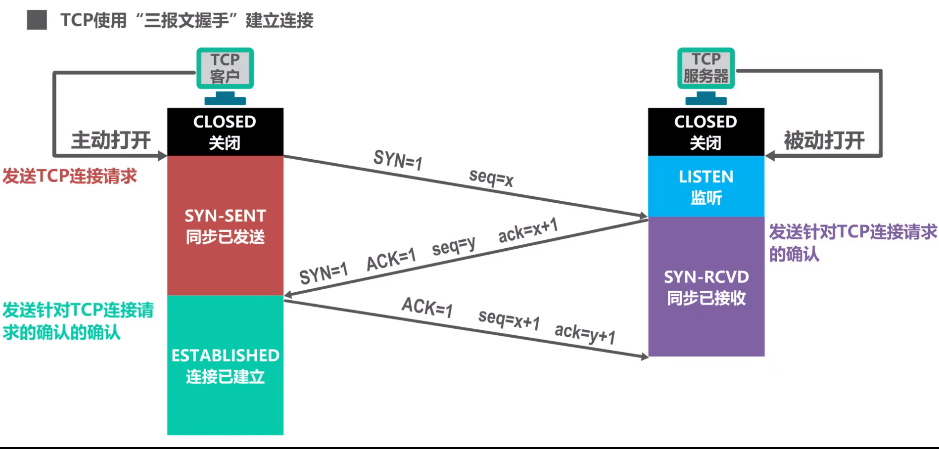 TCP使用“三报文握手”建立连接
TCP
客户
TCP
服务器
CLOSED
关闭
CLOSED
关闭
主动打开
被动打开
发送TCP连接请求
SYN=1 seq=x
LISTEN
监听
SYN-SENT
同步已发送
SYN=1 ACK=1 seq=y ack=x+1
发送针对TCP连接请求
的确认
SYN-RCVD
同步已接收
发送针对TCP连接请
求的确认的确认
ACK=1 seq=x+1 ack=y+1
ESTABLISHED
连接已建立